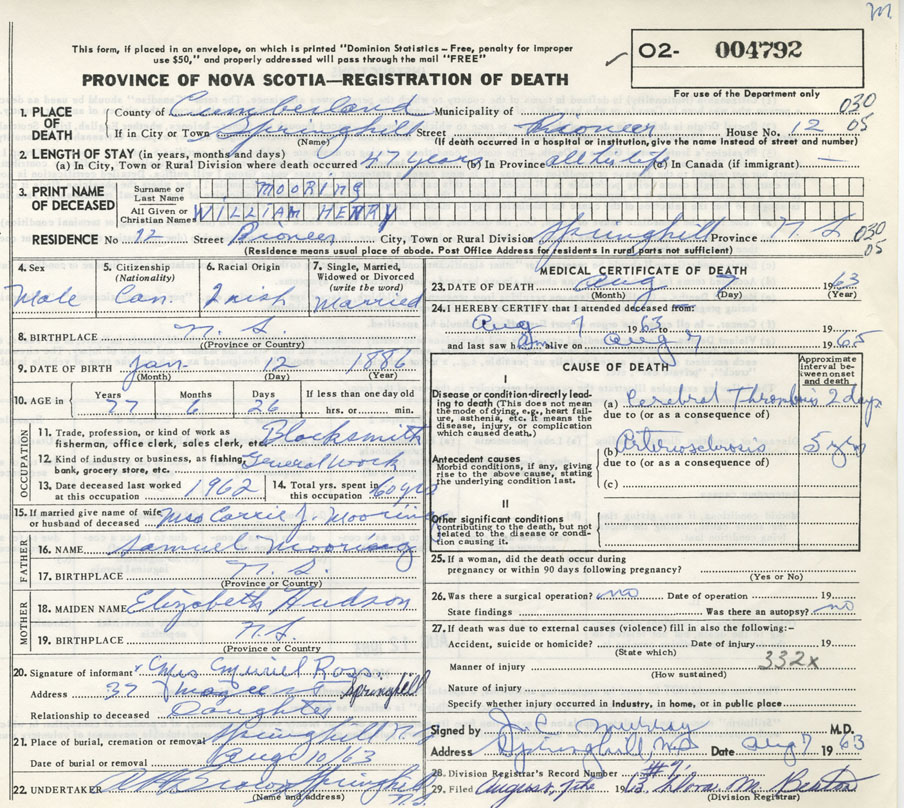 m
This form, if placed in an envelope, on which is printed "Dominion Statistics – Free, penalty for improper
use $50," and properly addressed will pass through the mail "FREE"
PROVINCE OF NOVA SCOTIA—REGISTRATION OF DEATH
O2- 004792
For use of the Department only
1. PLACE OF DEATH County of Cumberland Municipality of 030
If in City or Town Springhill Street Pioneer House No. 12 05
(Name) (If death occurred in a hospital or institution, give the name instead of street and number)
2. LENGTH OF STAY (in years, months and days)
(a) In City, Town or Rural Division where death occurred 47 years (b) In Province all his life (c) In Canada (if immigrant) —
3. PRINT NAME OF DECEASED
Surname or Last Name MOORING
All Given or Christian Names WILLIAM HENRY
RESIDENCE No 12 Street Pioneer City, Town or Rural Division Springhill Province N.S. 030
(Residence means usual place of abode. Post Office Address for residents in rural parts not sufficient) 05
4. Sex Male
5. Citizenship (Nationality) Can.
6. Racial Origin Irish
7. Single, Married, Widowed or Divorced (write the word) Married
8. BIRTHPLACE N.S.
(Province or Country)
9. DATE OF BIRTH Jan. 12 1886
(Month) (Day) (Year)
10. AGE in Years 77 Months 6 Days 26 If less than one day old hrs. or min.
OCCUPATION
11. Trade, profession, or kind of work as fisherman, office clerk, sales clerk, etc. Blacksmith
12. Kind of industry or business, as fishing, bank, grocery store, etc. General Work
13. Date deceased last worked at this occupation 1962
14. Total yrs. spent in this occupation 60 yrs
15. If married give name of wife or husband of deceased Mrs Carrie J. Mooring
FATHER
16. NAME Samuel Mooring
17. BIRTHPLACE N.S.
(Province or Country)
MOTHER
18. MAIDEN NAME Elizabeth Hudson
19. BIRTHPLACE N.S.
(Province or Country)
20. Signature of informant x Mrs Muriel Ross
Address 37 Magee St Springhill
Relationship to deceased Daughter
21. Place of burial, cremation or removal Springhill N.S.
Date of burial or removal Aug 10/63
22. UNDERTAKER Springhill N.S.
(Name and address)
MEDICAL CERTIFICATE OF DEATH
23. DATE OF DEATH Aug 7 1963
(Month) (Day) (Year)
24. I HEREBY CERTIFY that I attended deceased from:
Aug 7 1963 to 19
and last saw him alive on Aug 7 1963
CAUSE OF DEATH
Approximate interval between onset and death
I
Disease or condition directly leading to death (This does not mean the mode of dying, e.g., heart failure, asthenia, etc. It means the disease, injury, or complication which caused death.)
(a) Cerebral Thrombosis 2 days
due to (or as a consequence of)
Antecedent causes
Morbid conditions, if any, giving rise to the above cause, stating the underlying condition last.
(b) Arteriosclerosis 5 yrs
due to (or as a consequence of)
(c)
II
Other significant conditions contributing to the death, but not related to the disease or condition causing it.
25. If a woman, did the death occur during
pregnancy or within 90 days following pregnancy?
(Yes or No)
26. Was there a surgical operation? no Date of operation 19
State findings Was there an autopsy? no
27. If death was due to external causes (violence) fill in also the following:–
Accident, suicide or homicide? Date of injury 19
(State which)
Manner of injury 332x
(How sustained)
Nature of injury
Specify whether injury occurred in Industry, in home, or in public place
Signed by J.C. Murray M.D.
Address Springhill N.S. Date Aug 7 1963
28. Division Registrar's Record Number #9,
29. Filed August, 9the 1963,
(Division Registrar)